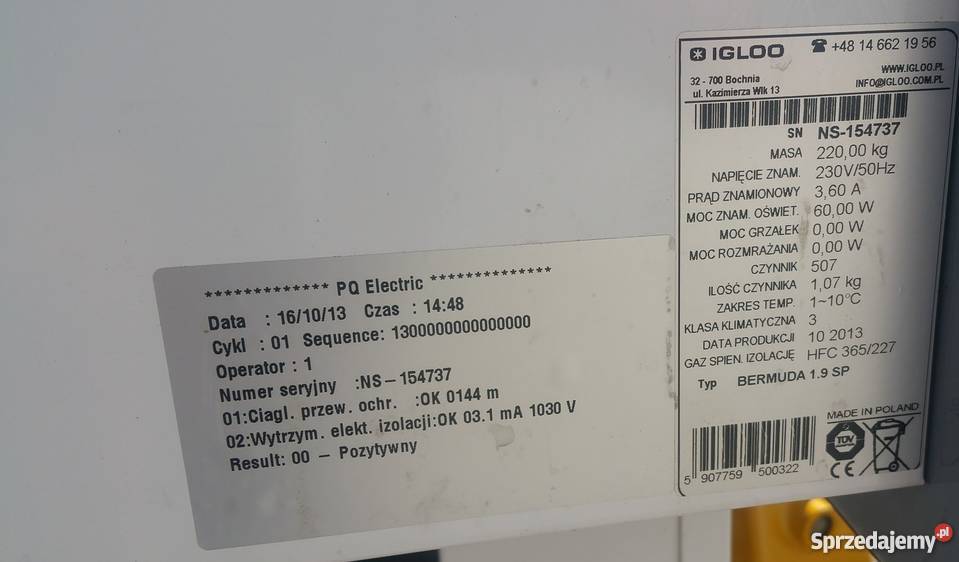 ************* PQ Electric **************
Data : 16/10/13 Czas : 14:48
Cykl : 01 Sequence: 1300000000000000
Operator : 1
Numer seryjny :NS-154737
01:Ciągł. przew. ochr. :OK 0144 m
02:Wytrzym. elekt. izolacji:OK 03.1 mA 1030 V
Result: 00 – Pozytywny
IGLOO ☎ +48 14 662 19 56
32 - 700 Bochnia WWW.IGLOO.PL
ul. Kazimierza Wlk 13 INFO@IGLOO.COM.PL
SN NS-154737
MASA 220,00 kg
NAPIĘCIE ZNAM. 230V/50Hz
PRĄD ZNAMIONOWY 3,60 A
MOC ZNAM. OŚWIET. 60,00 W
MOC GRZAŁEK 0,00 W
MOC ROZMRAŻANIA 0,00 W
CZYNNIK 507
ILOŚĆ CZYNNIKA 1,07 kg
ZAKRES TEMP. 1~10°C
KLASA KLIMATYCZNA 3
DATA PRODUKCJI 10 2013
GAZ SPIEN. IZOLACJĘ HFC 365/227
Typ BERMUDA 1.9 SP
MADE IN POLAND
TÜV
CE
5 907759 500322
Sprzedajemy.pl